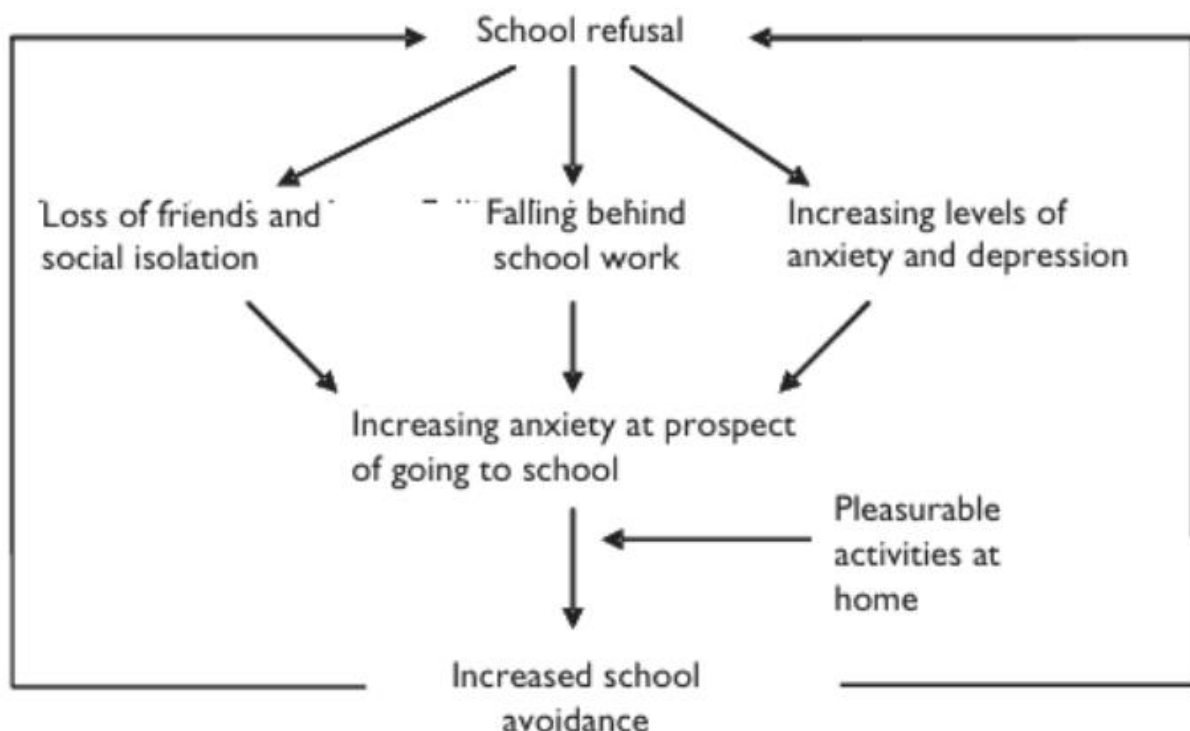 School refusal
Loss of friends and
social isolation
Falling behind
school work
Increasing levels of
anxiety and depression
Increasing anxiety at prospect
of going to school
Pleasurable
activities at
home
Increased school
avoidance